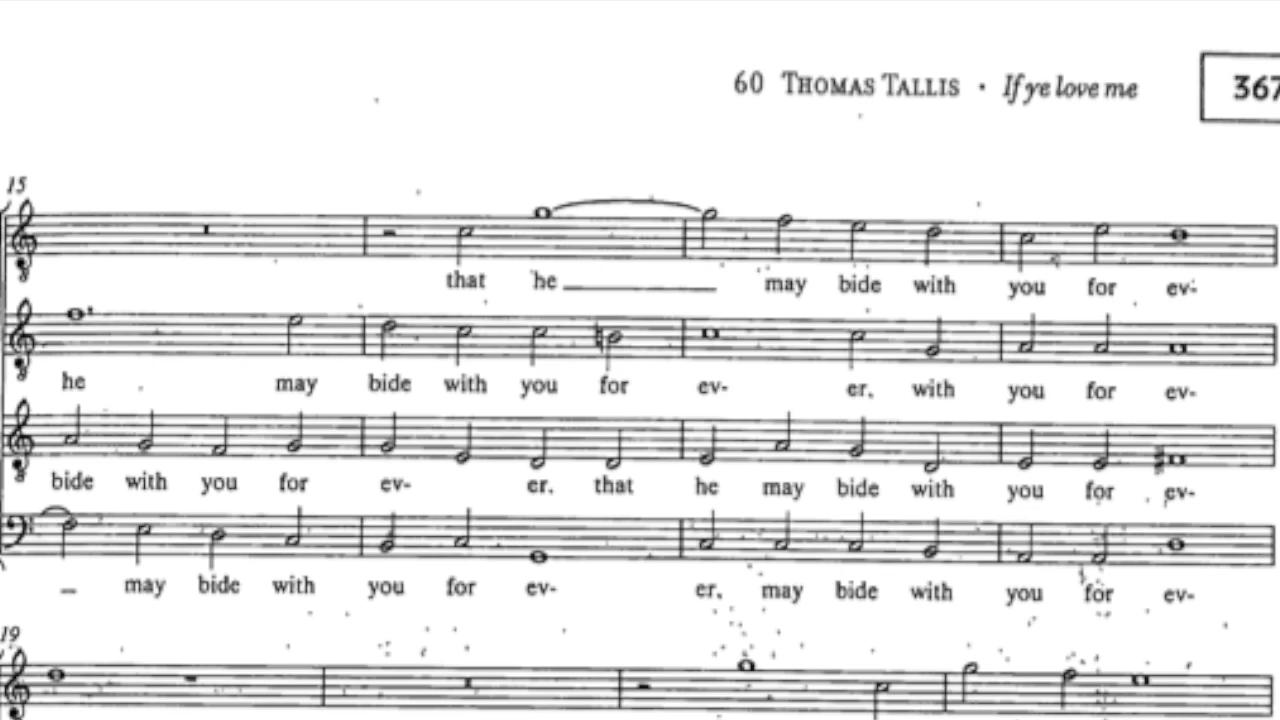 60 THOMAS TALLIS · If ye love me 367
15
that he may bide with you for ev-
he may bide with you for ev- er, with you for ev-
bide with you for ev- er, that he may bide with you for ev-
may bide with you for ev- er, may bide with you for ev-
19